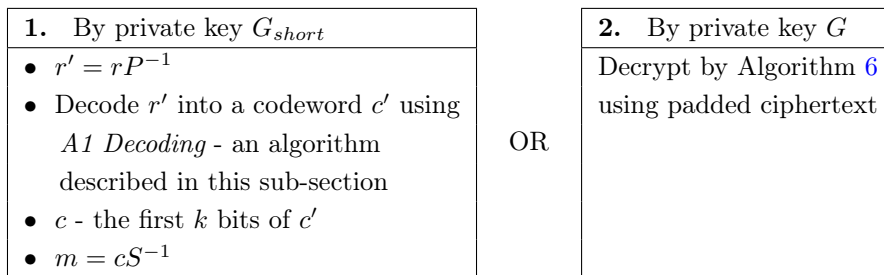 1. By private key G_short
• r′ = rP⁻¹
• Decode r′ into a codeword c′ using
A1 Decoding - an algorithm
described in this sub-section
• c - the first k bits of c′
• m = cS⁻¹
OR
2. By private key G
Decrypt by Algorithm 6
using padded ciphertext